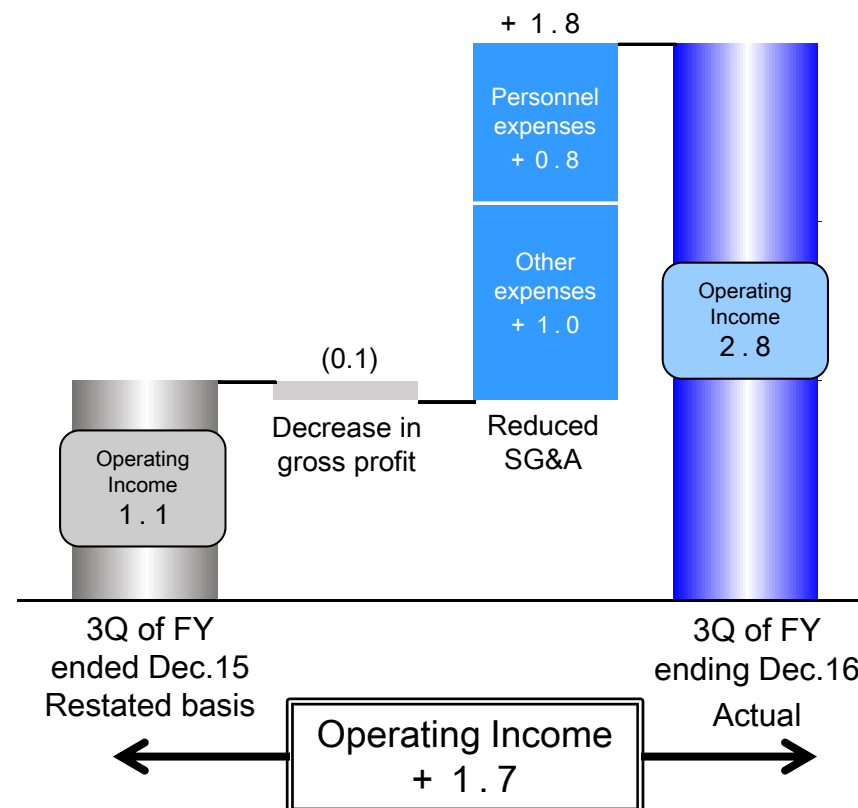 + 1.8
Personnel
expenses
+ 0.8
Other
expenses
+ 1.0
Operating
Income
2.8
(0.1)
Decrease in
gross profit
Reduced
SG&A
Operating
Income
1.1
3Q of FY
ended Dec.15
Restated basis
3Q of FY
ending Dec.16
Actual
Operating Income
+ 1.7